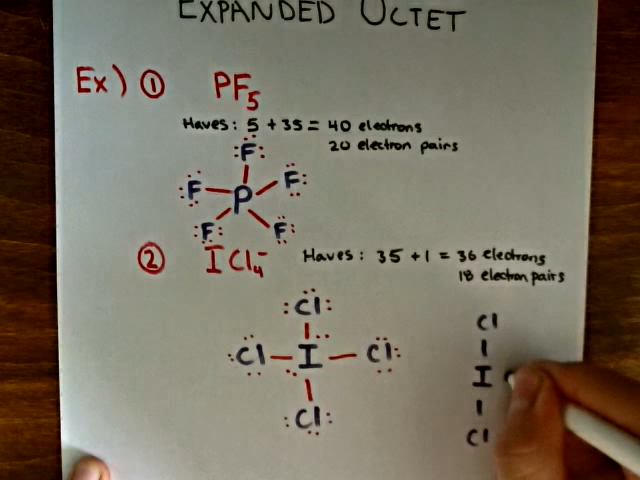 EXPANDED OCTET
Ex) ① PF5
Haves: 5 + 35 = 40 electrons
20 electron pairs
F
F F
P
F F
② ICl4-
Haves: 35 + 1 = 36 electrons
18 electron pairs
Cl
Cl I Cl
Cl
Cl
I
Cl